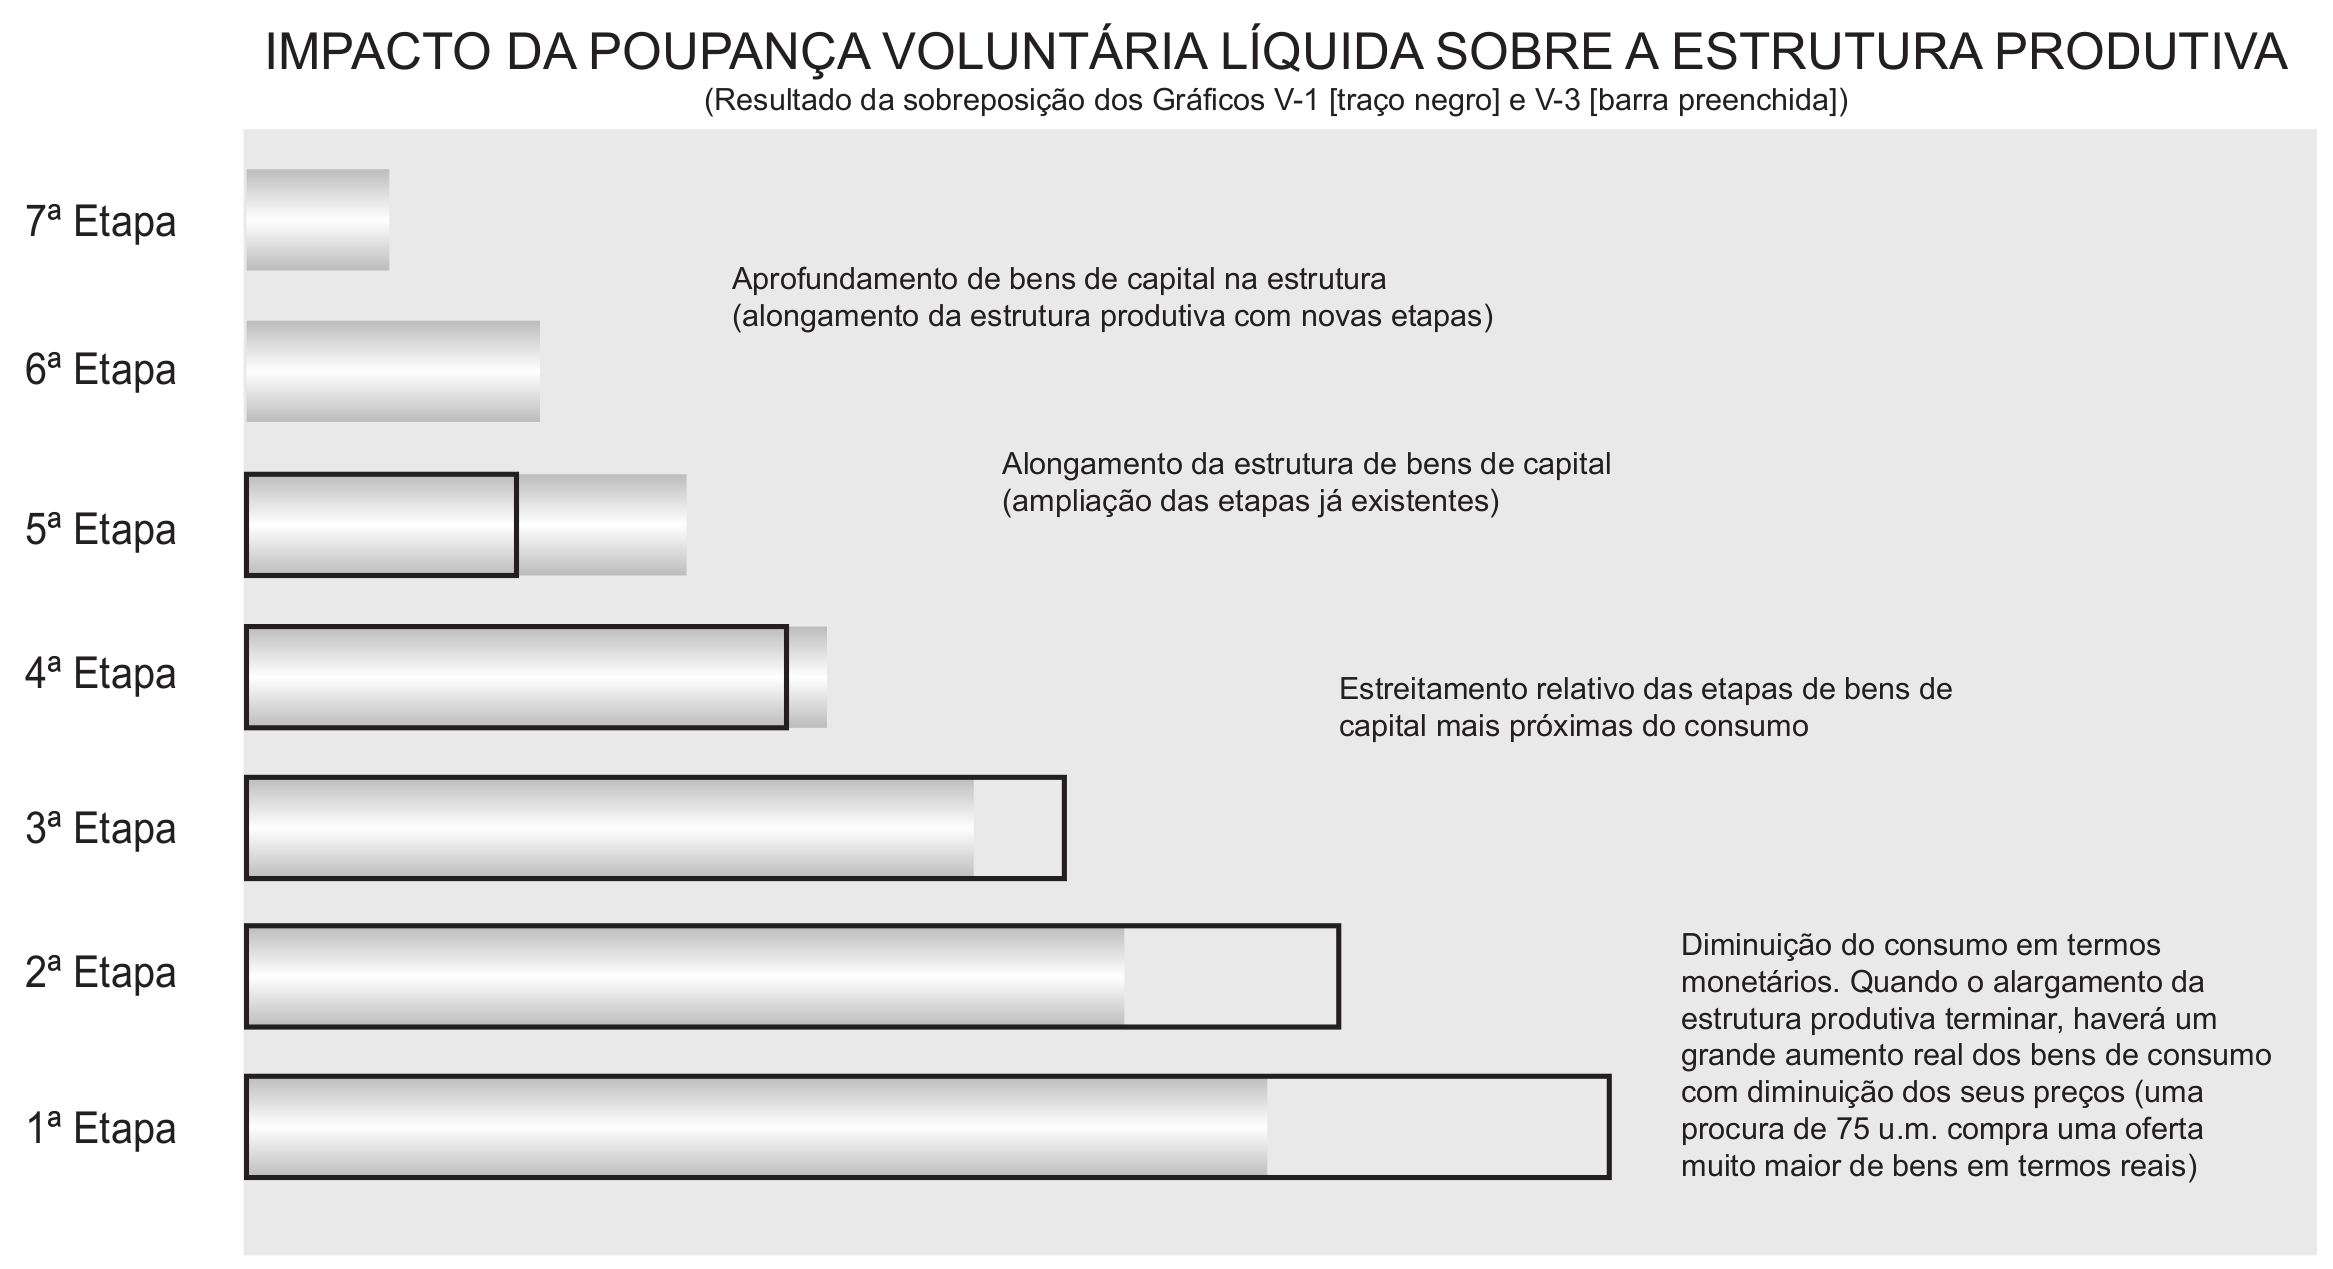 IMPACTO DA POUPANÇA VOLUNTÁRIA LÍQUIDA SOBRE A ESTRUTURA PRODUTIVA
(Resultado da sobreposição dos Gráficos V-1 [traço negro] e V-3 [barra preenchida])
7ª Etapa
Aprofundamento de bens de capital na estrutura
(alongamento da estrutura produtiva com novas etapas)
6ª Etapa
Alongamento da estrutura de bens de capital
(ampliação das etapas já existentes)
5ª Etapa
4ª Etapa
Estreitamento relativo das etapas de bens de
capital mais próximas do consumo
3ª Etapa
2ª Etapa
Diminuição do consumo em termos
monetários. Quando o alargamento da
estrutura produtiva terminar, haverá um
grande aumento real dos bens de consumo
com diminuição dos seus preços (uma
procura de 75 u.m. compra uma oferta
muito maior de bens em termos reais)
1ª Etapa